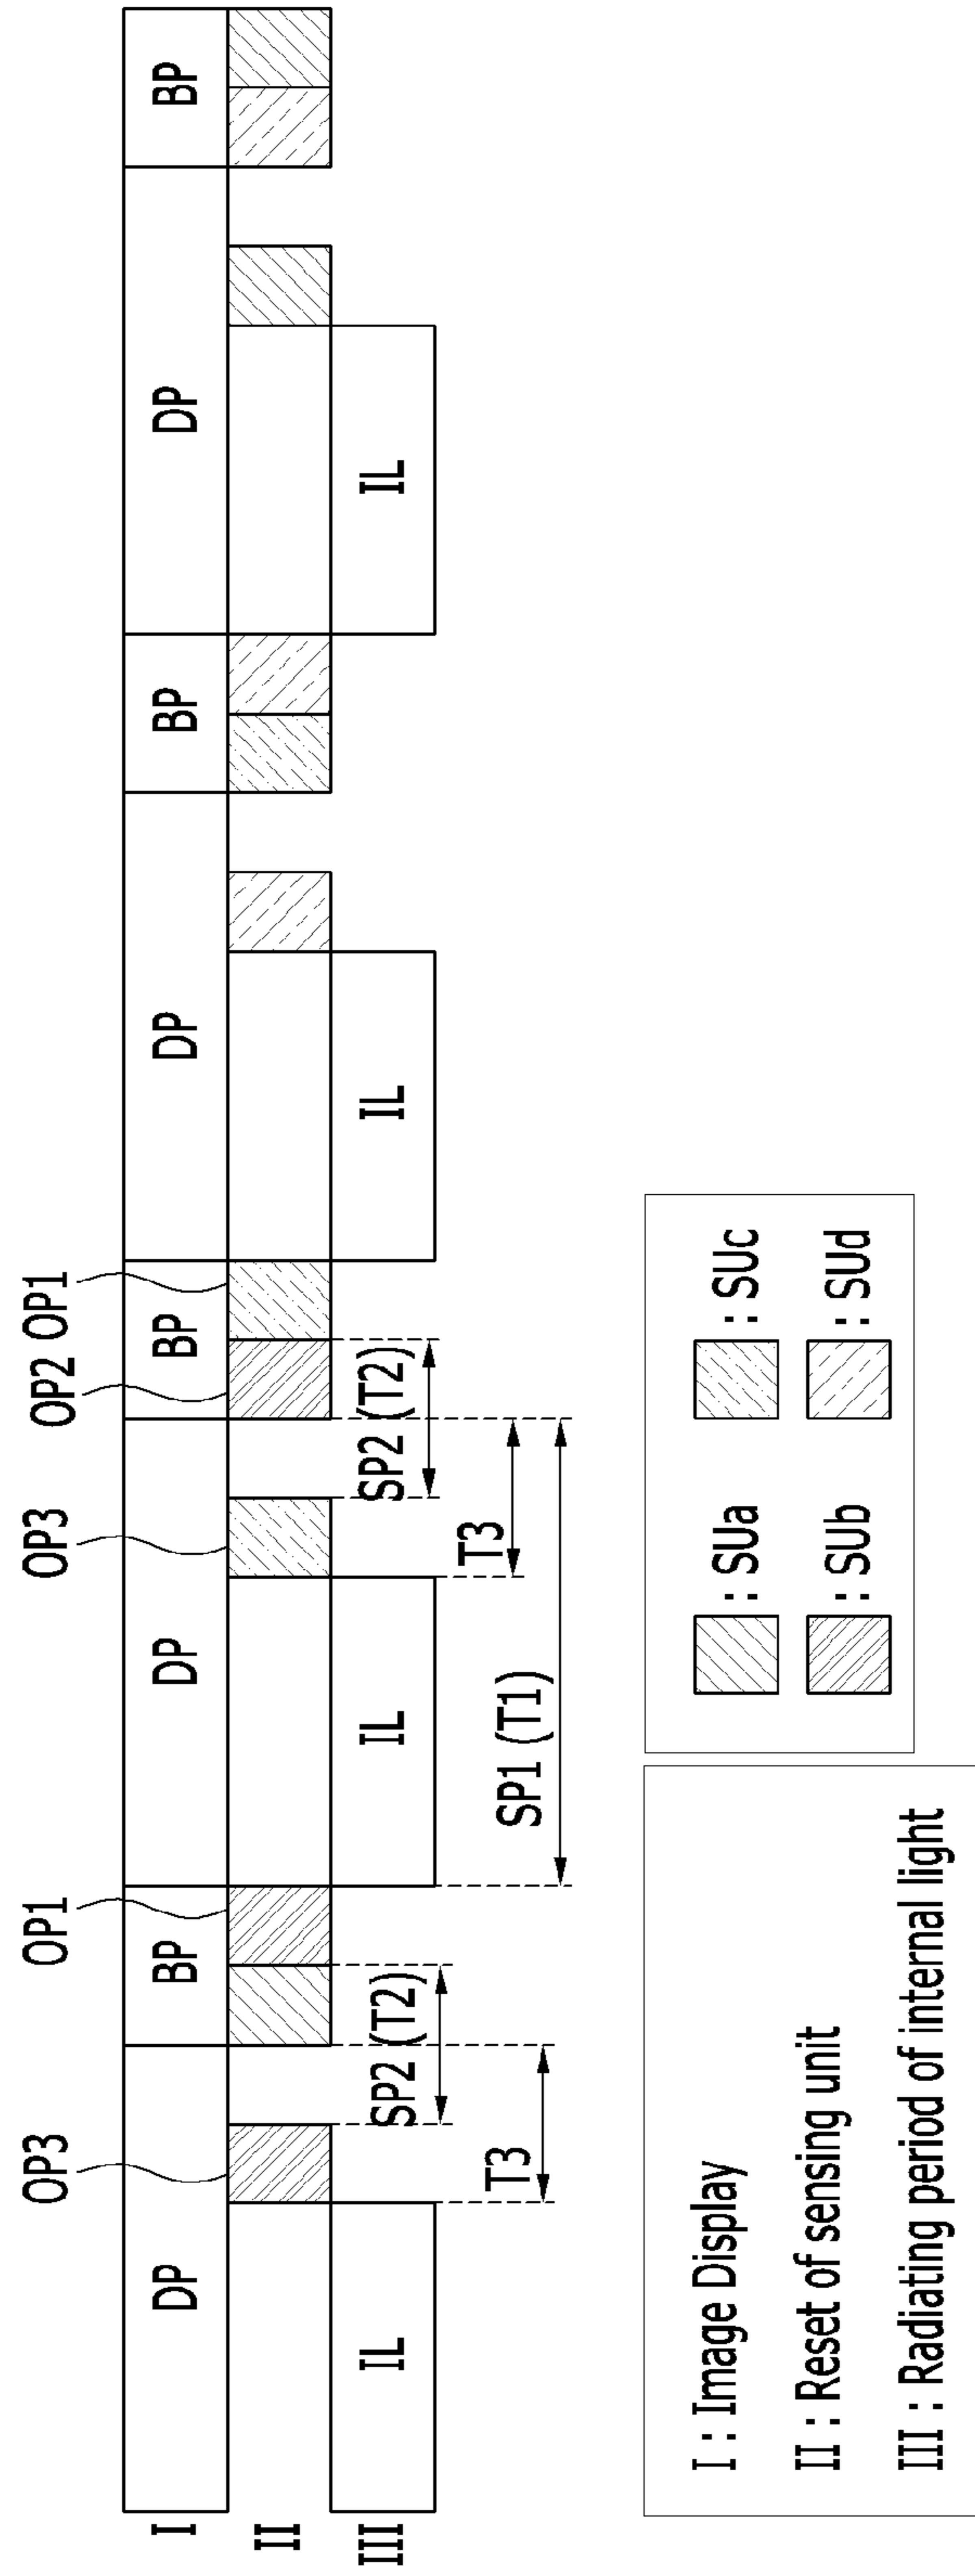 OP3
OP1
OP3
OP2
OP1
I
DP
BP
DP
BP
DP
BP
DP
BP
II
III
IL
IL
IL
IL
SP2 (T2)
SP2 (T2)
T3
T3
SP1 (T1)
I : Image Display
II : Reset of sensing unit
III : Radiating period of internal light
: SUa
: SUc
: SUb
: SUd